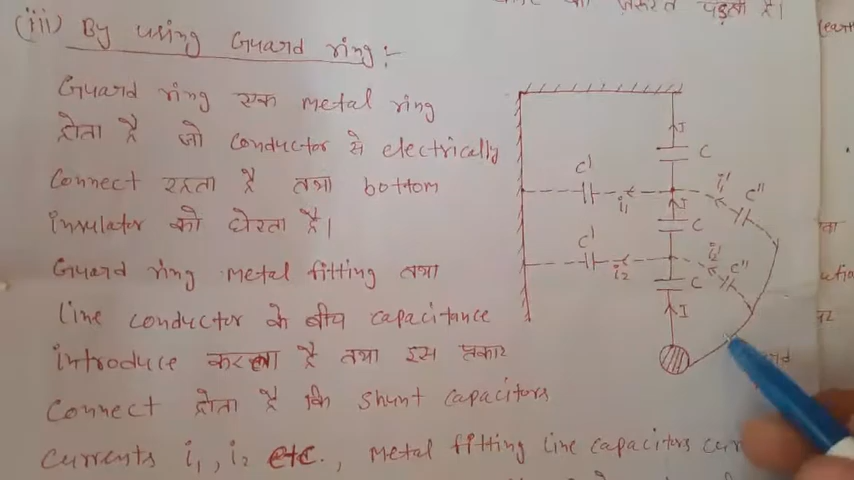 ज़रूरत पड़ती है।
(iii) By using Guard ring:-
Guard ring एक metal ring
होता है जो conductor से electrically
connect रहता है तथा bottom
insulator को घेरता है।
Guard ring metal fitting तथा
line conductor के बीच capacitance
introduce करता है तथा इस प्रकार
connect होता है कि shunt capacitors
currents i₁, i₂ etc., metal fitting line capacitors
I C
C' i₁ i₁' C"
I C
C' i₂ i₂' C"
C
I